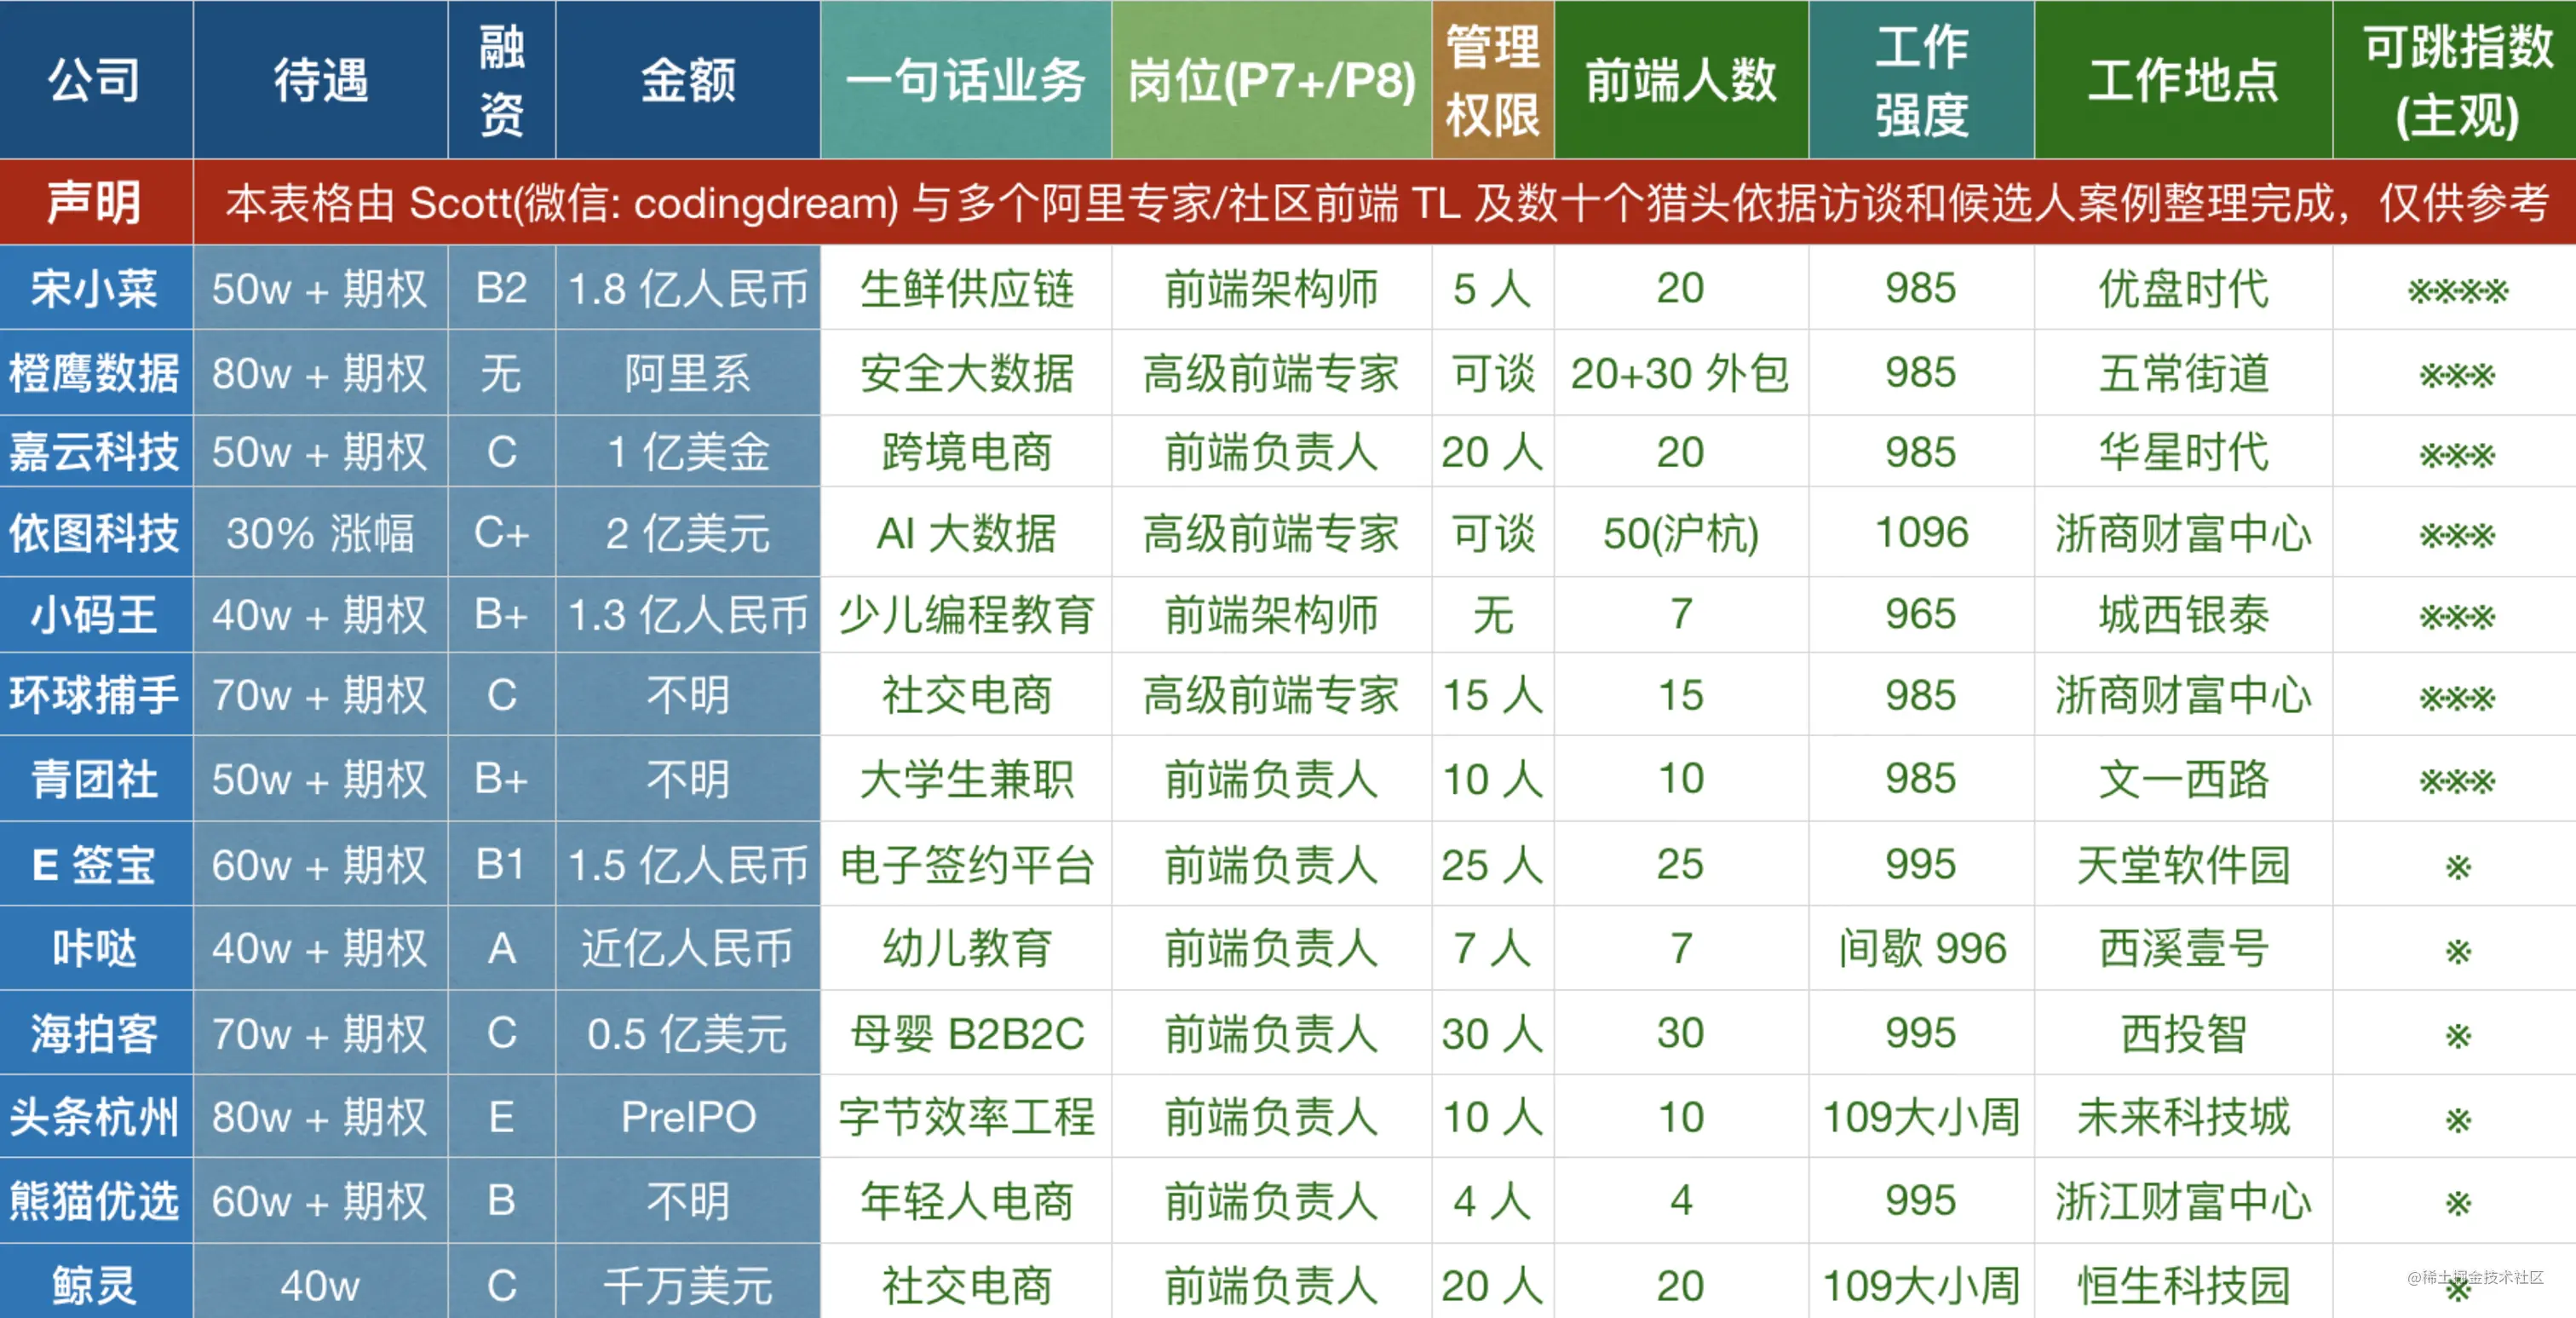 公司 待遇 融资 金额 一句话业务 岗位(P7+/P8) 管理权限 前端人数 工作强度 工作地点 可跳指数(主观)
声明 本表格由 Scott(微信: codingdream) 与多个阿里专家/社区前端 TL 及数十个猎头依据访谈和候选人案例整理完成，仅供参考
宋小菜 50w + 期权 B2 1.8 亿人民币 生鲜供应链 前端架构师 5 人 20 985 优盘时代 ※※※※
橙鹰数据 80w + 期权 无 阿里系 安全大数据 高级前端专家 可谈 20+30 外包 985 五常街道 ※※※
嘉云科技 50w + 期权 C 1 亿美金 跨境电商 前端负责人 20 人 20 985 华星时代 ※※※
依图科技 30% 涨幅 C+ 2 亿美元 AI 大数据 高级前端专家 可谈 50(沪杭) 1096 浙商财富中心 ※※※
小码王 40w + 期权 B+ 1.3 亿人民币 少儿编程教育 前端架构师 无 7 965 城西银泰 ※※※
环球捕手 70w + 期权 C 不明 社交电商 高级前端专家 15 人 15 985 浙商财富中心 ※※※
青团社 50w + 期权 B+ 不明 大学生兼职 前端负责人 10 人 10 985 文一西路 ※※※
E 签宝 60w + 期权 B1 1.5 亿人民币 电子签约平台 前端负责人 25 人 25 995 天堂软件园 ※
咔哒 40w + 期权 A 近亿人民币 幼儿教育 前端负责人 7 人 7 间歇 996 西溪壹号 ※
海拍客 70w + 期权 C 0.5 亿美元 母婴 B2B2C 前端负责人 30 人 30 995 西投智 ※
头条杭州 80w + 期权 E PreIPO 字节效率工程 前端负责人 10 人 10 109大小周 未来科技城 ※
熊猫优选 60w + 期权 B 不明 年轻人电商 前端负责人 4 人 4 995 浙江财富中心 ※
鲸灵 40w C 千万美元 社交电商 前端负责人 20 人 20 109大小周 恒生科技园 ※
@稀土掘金技术社区